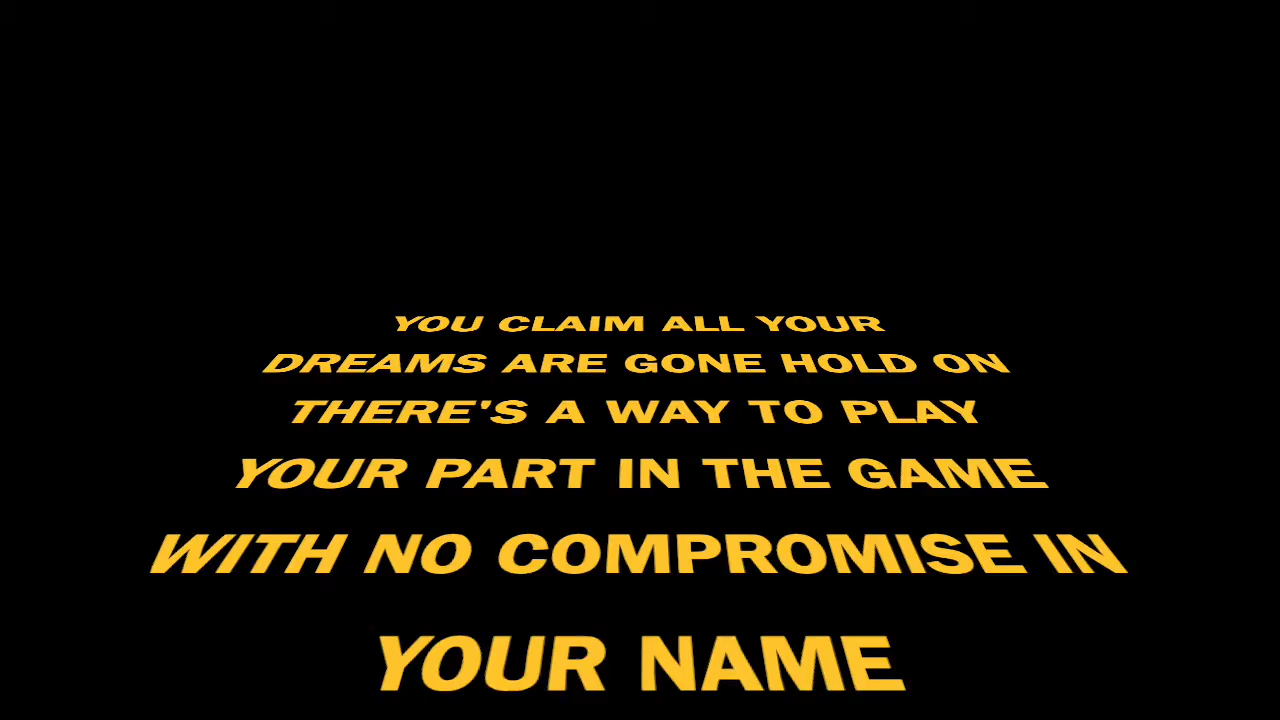 YOU CLAIM ALL YOUR
DREAMS ARE GONE HOLD ON
THERE'S A WAY TO PLAY
YOUR PART IN THE GAME
WITH NO COMPROMISE IN
YOUR NAME